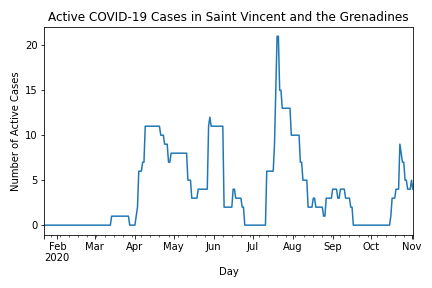 Active COVID-19 Cases in Saint Vincent and the Grenadines
20
15
10
5
0
Number of Active Cases
Feb Mar Apr May Jun Jul Aug Sep Oct Nov
2020
Day